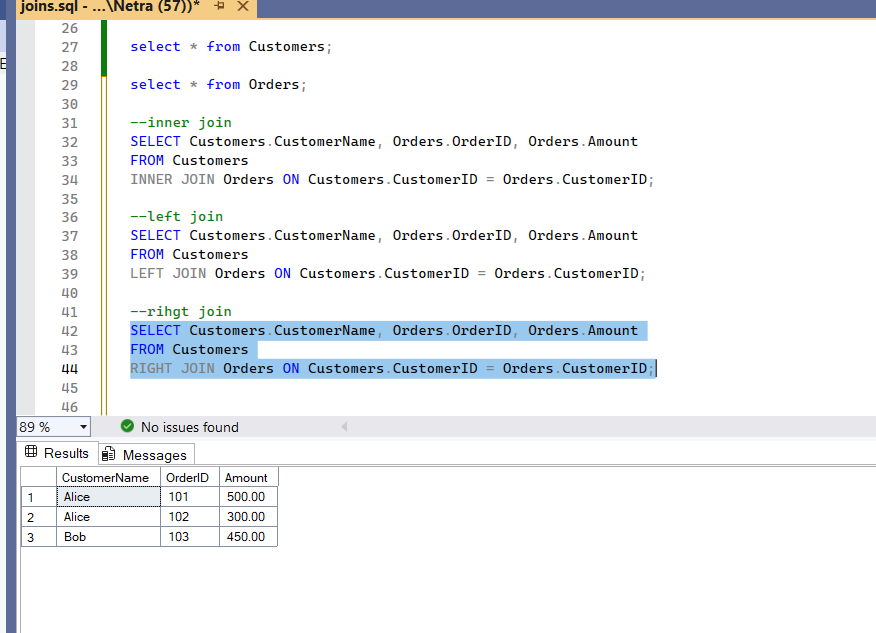 joins.sql - ...\Netra (57))*
E
26
27 select * from Customers;
28
29 select * from Orders;
30
31 --inner join
32 SELECT Customers.CustomerName, Orders.OrderID, Orders.Amount
33 FROM Customers
34 INNER JOIN Orders ON Customers.CustomerID = Orders.CustomerID;
35
36 --left join
37 SELECT Customers.CustomerName, Orders.OrderID, Orders.Amount
38 FROM Customers
39 LEFT JOIN Orders ON Customers.CustomerID = Orders.CustomerID;
40
41 --rihgt join
42 SELECT Customers.CustomerName, Orders.OrderID, Orders.Amount
43 FROM Customers
44 RIGHT JOIN Orders ON Customers.CustomerID = Orders.CustomerID;
45
46
89 % No issues found
Results Messages
CustomerName OrderID Amount
1 Alice 101 500.00
2 Alice 102 300.00
3 Bob 103 450.00